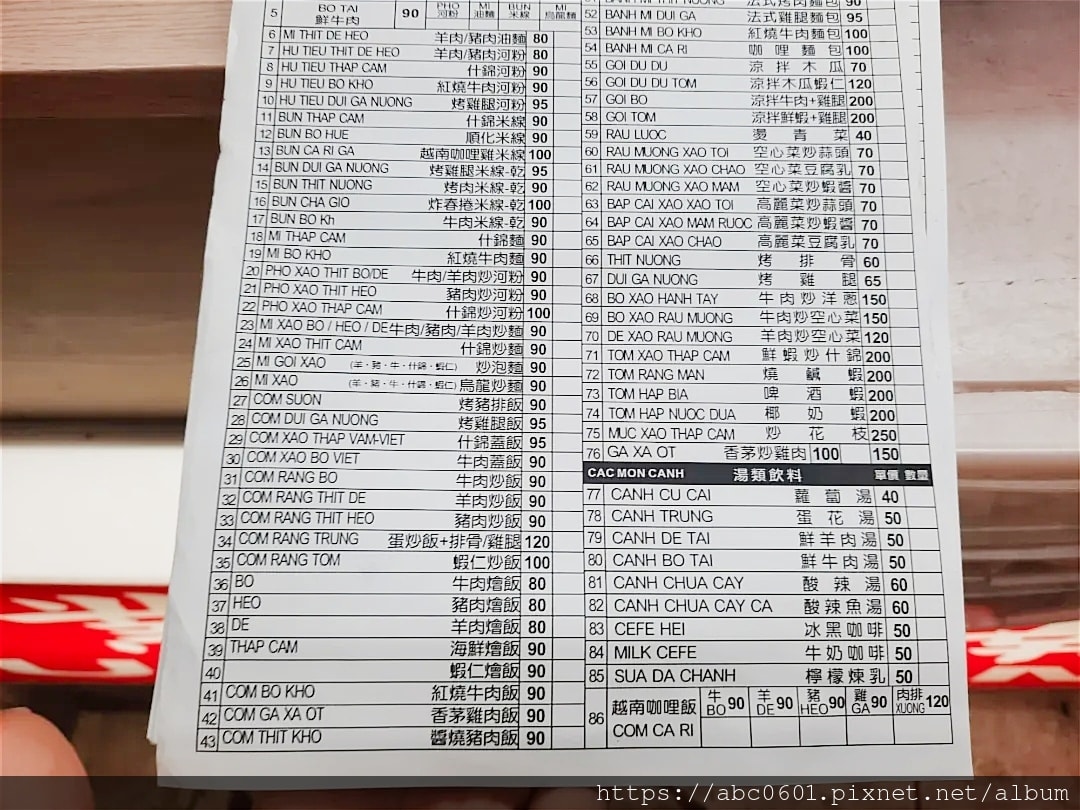 5 BO TAI 鮮牛肉 90 PHO 河粉 MI 油麵 BUN 米線 MI 烏龍麵
6 MI THIT DE HEO 羊肉/豬肉油麵 80
7 HU TIEU THIT DE HEO 羊肉/豬肉河粉 80
8 HU TIEU THAP CAM 什錦河粉 90
9 HU TIEU BO KHO 紅燒牛肉河粉 90
10 HU TIEU DUI GA NUONG 烤雞腿河粉 95
11 BUN THAP CAM 什錦米線 90
12 BUN BO HUE 順化米線 90
13 BUN CA RI GA 越南咖哩雞米線 100
14 BUN DUI GA NUONG 烤雞腿米線-乾 95
15 BUN THIT NUONG 烤肉米線-乾 90
16 BUN CHA GIO 炸春捲米線-乾 100
17 BUN BO Kh 牛肉米線-乾 90
18 MI THAP CAM 什錦麵 90
19 MI BO KHO 紅燒牛肉麵 90
20 PHO XAO THIT BO/DE 牛肉/羊肉炒河粉 90
21 PHO XAO THIT HEO 豬肉炒河粉 90
22 PHO XAO THAP CAM 什錦炒河粉 100
23 MI XAO BO / HEO / DE 牛肉/豬肉/羊肉炒麵 90
24 MI XAO THIT CAM 什錦炒麵 90
25 MI GOI XAO (羊、豬、牛、什錦、蝦仁) 炒泡麵 90
26 MI XAO (羊、豬、牛、什錦、蝦仁) 烏龍炒麵 90
27 COM SUON 烤豬排飯 90
28 COM DUI GA NUONG 烤雞腿飯 95
29 COM XAO THAP VAM-VIET 什錦蓋飯 95
30 COM XAO BO VIET 牛肉蓋飯 90
31 COM RANG BO 牛肉炒飯 90
32 COM RANG THIT DE 羊肉炒飯 90
33 COM RANG THIT HEO 豬肉炒飯 90
34 COM RANG TRUNG 蛋炒飯+排骨/雞腿 120
35 COM RANG TOM 蝦仁炒飯 100
36 BO 牛肉燴飯 80
37 HEO 豬肉燴飯 80
38 DE 羊肉燴飯 80
39 THAP CAM 海鮮燴飯 90
40 蝦仁燴飯 90
41 COM BO KHO 紅燒牛肉飯 90
42 COM GA XA OT 香茅雞肉飯 90
43 COM THIT KHO 醬燒豬肉飯 90
52 BANH MI DUI GA 法式雞腿麵包 95
53 BANH MI BO KHO 紅燒牛肉麵包 100
54 BANH MI CA RI 咖哩麵包 100
55 GOI DU DU 涼拌木瓜 70
56 GOI DU DU TOM 涼拌木瓜蝦仁 120
57 GOI BO 涼拌牛肉+雞腿 200
58 GOI TOM 涼拌鮮蝦+雞腿 200
59 RAU LUOC 燙青菜 40
60 RAU MUONG XAO TOI 空心菜炒蒜頭 70
61 RAU MUONG XAO CHAO 空心菜豆腐乳 70
62 RAU MUONG XAO MAM 空心菜炒蝦醬 70
63 BAP CAI XAO XAO TOI 高麗菜炒蒜頭 70
64 BAP CAI XAO MAM RUOC 高麗菜炒蝦醬 70
65 BAP CAI XAO CHAO 高麗菜豆腐乳 70
66 THIT NUONG 烤排骨 60
67 DUI GA NUONG 烤雞腿 65
68 BO XAO HANH TAY 牛肉炒洋蔥 150
69 BO XAO RAU MUONG 牛肉炒空心菜 150
70 DE XAO RAU MUONG 羊肉炒空心菜 120
71 TOM XAO THAP CAM 鮮蝦炒什錦 200
72 TOM RANG MAN 燒鹹蝦 200
73 TOM HAP BIA 啤酒蝦 200
74 TOM HAP NUOC DUA 椰奶蝦 200
75 MUC XAO THAP CAM 炒花枝 250
76 GA XA OT 香茅炒雞肉 100 150
CAC MON CANH 湯類飲料 單價 數量
77 CANH CU CAI 蘿蔔湯 40
78 CANH TRUNG 蛋花湯 50
79 CANH DE TAI 鮮羊肉湯 50
80 CANH BO TAI 鮮牛肉湯 50
81 CANH CHUA CAY 酸辣湯 60
82 CANH CHUA CAY CA 酸辣魚湯 60
83 CEFE HEI 冰黑咖啡 50
84 MILK CEFE 牛奶咖啡 50
85 SUA DA CHANH 檸檬煉乳 50
86 越南咖哩飯 COM CA RI 牛 BO 90 羊 DE 90 豬 HEO 90 雞 GA 90 肉排 XUONG 120
https://abc0601.pixnet.net/album